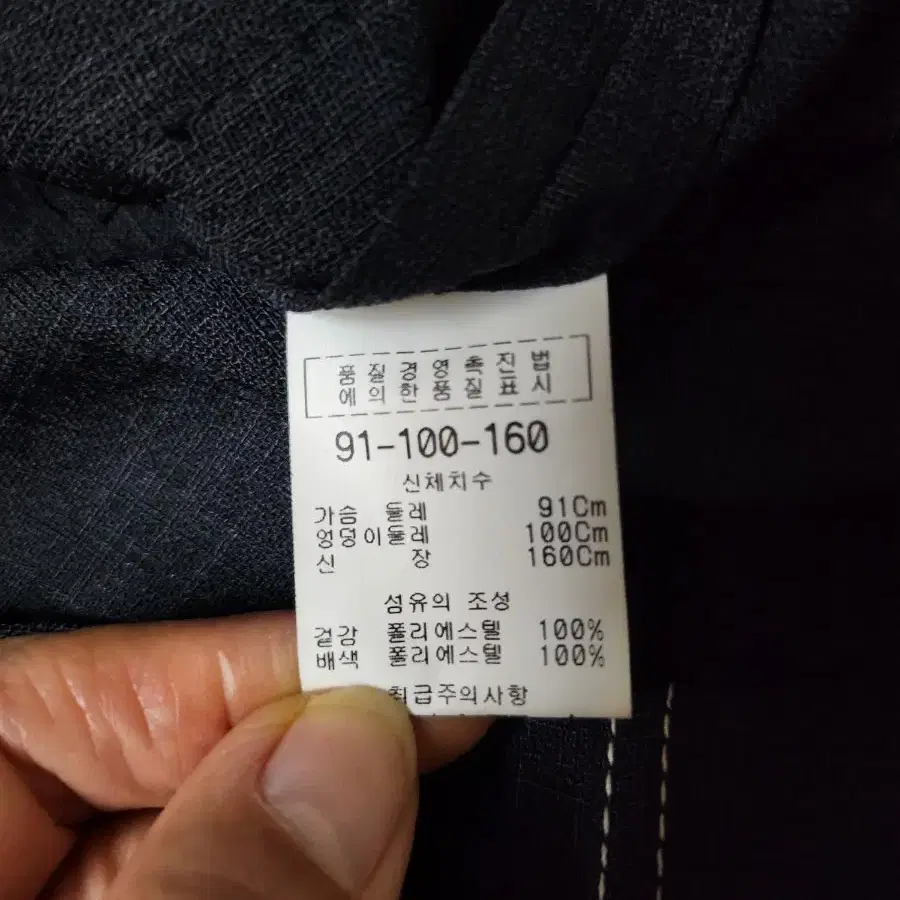 품질경영촉진법
에의한품질표시
91-100-160
신체치수
가슴 둘레 91Cm
엉덩이둘레 100Cm
신 장 160Cm
섬유의 조성
겉감 폴리에스텔 100%
배색 폴리에스텔 100%
취급주의사항